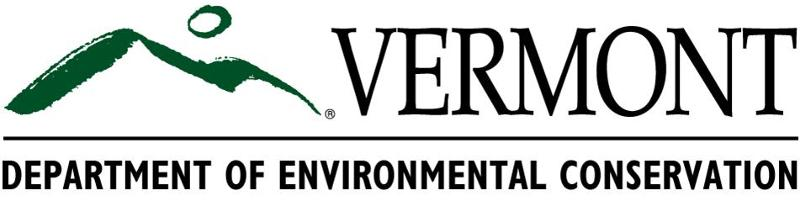 ® VERMONT
DEPARTMENT OF ENVIRONMENTAL CONSERVATION